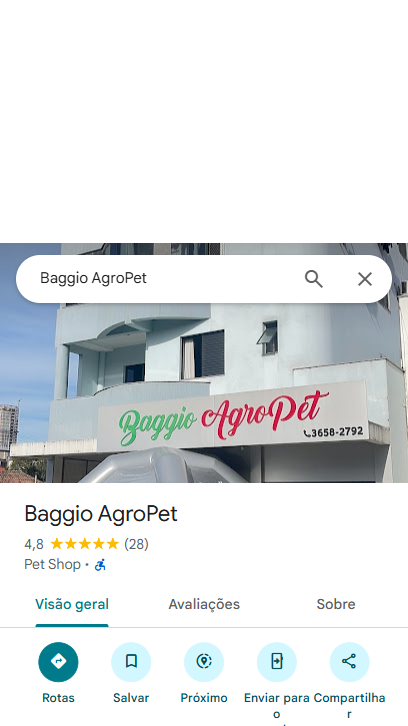 Baggio AgroPet
Baggio AgroPet
3658-2792
Baggio AgroPet
4,8 (28)
Pet Shop ·
Visão geral Avaliações Sobre
Rotas Salvar Próximo Enviar para o Compartilhar